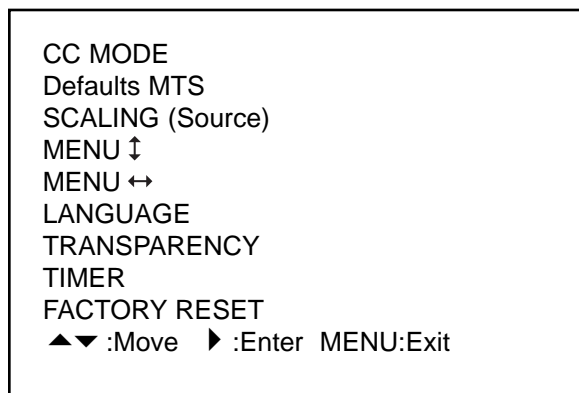 CC MODE
Defaults MTS
SCALING (Source)
MENU ↕
MENU ↔
LANGUAGE
TRANSPARENCY
TIMER
FACTORY RESET
▲▼ :Move ▶ :Enter MENU:Exit